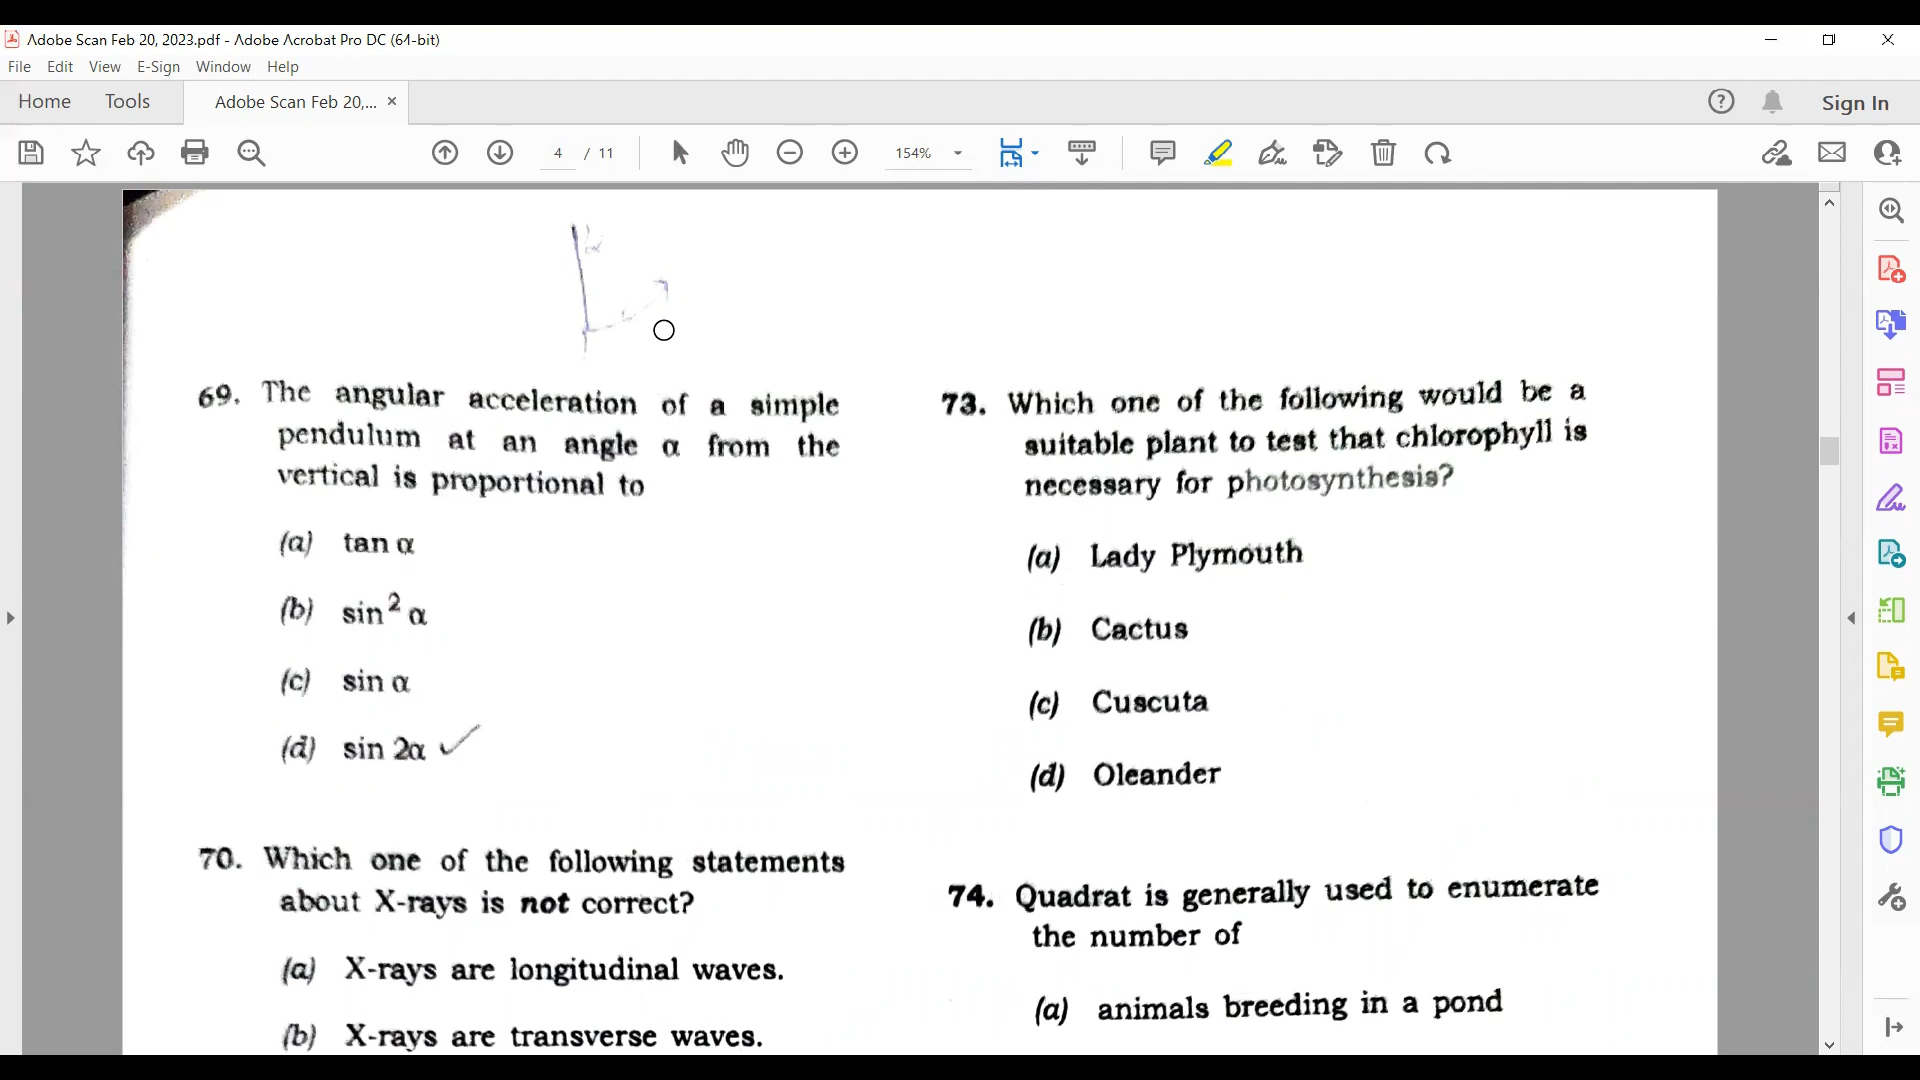 Adobe Scan Feb 20, 2023.pdf - Adobe Acrobat Pro DC (64-bit)
File Edit View E-Sign Window Help
Home Tools Adobe Scan Feb 20,... × Sign In
4 / 11 154%
69. The angular acceleration of a simple
pendulum at an angle α from the
vertical is proportional to
(a) tan α
(b) sin² α
(c) sin α
(d) sin 2α
70. Which one of the following statements
about X-rays is not correct?
(a) X-rays are longitudinal waves.
(b) X-rays are transverse waves.
73. Which one of the following would be a
suitable plant to test that chlorophyll is
necessary for photosynthesis?
(a) Lady Plymouth
(b) Cactus
(c) Cuscuta
(d) Oleander
74. Quadrat is generally used to enumerate
the number of
(a) animals breeding in a pond